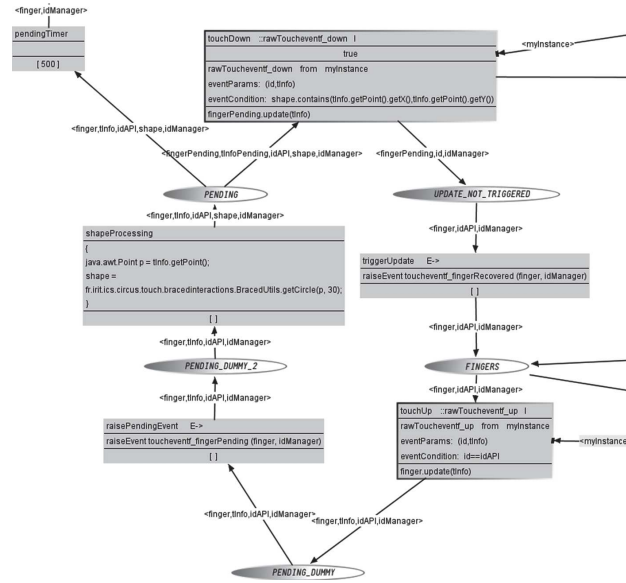 <finger,idManager>
pendingTimer
[ 500 ]
touchDown ::rawToucheventf_down I
true
rawToucheventf_down from myInstance
eventParams: (id,tInfo)
eventCondition: shape.contains(tInfo.getPoint().getX(),tInfo.getPoint().getY())
fingerPending.update(tInfo)
<myInstance>
<finger,tInfo,idAPI,shape,idManager>
<fingerPending,tInfoPending,idAPI,shape,idManager>
<fingerPending,id,idManager>
PENDING
UPDATE_NOT_TRIGGERED
<finger,tInfo,idAPI,shape,idManager>
<finger,idAPI,idManager>
shapeProcessing
{
java.awt.Point p = tInfo.getPoint();
shape =
fr.irit.ics.circus.touch.bracedinteractions.BracedUtils.getCircle(p, 30);
}
[ ]
triggerUpdate E->
raiseEvent toucheventf_fingerRecovered (finger, idManager)
[ ]
<finger,tInfo,idAPI,idManager>
<finger,idAPI,idManager>
PENDING_DUMMY_2
FINGERS
<finger,tInfo,idAPI,idManager>
<finger,idAPI,idManager>
raisePendingEvent E->
raiseEvent toucheventf_fingerPending (finger, idManager)
[ ]
touchUp ::rawToucheventf_up I
rawToucheventf_up from myInstance
eventParams: (id,tInfo)
eventCondition: id==idAPI
finger.update(tInfo)
<myInstance
<finger,tInfo,idAPI,idManager>
<finger,tInfo,idAPI,idManager>
PENDING_DUMMY